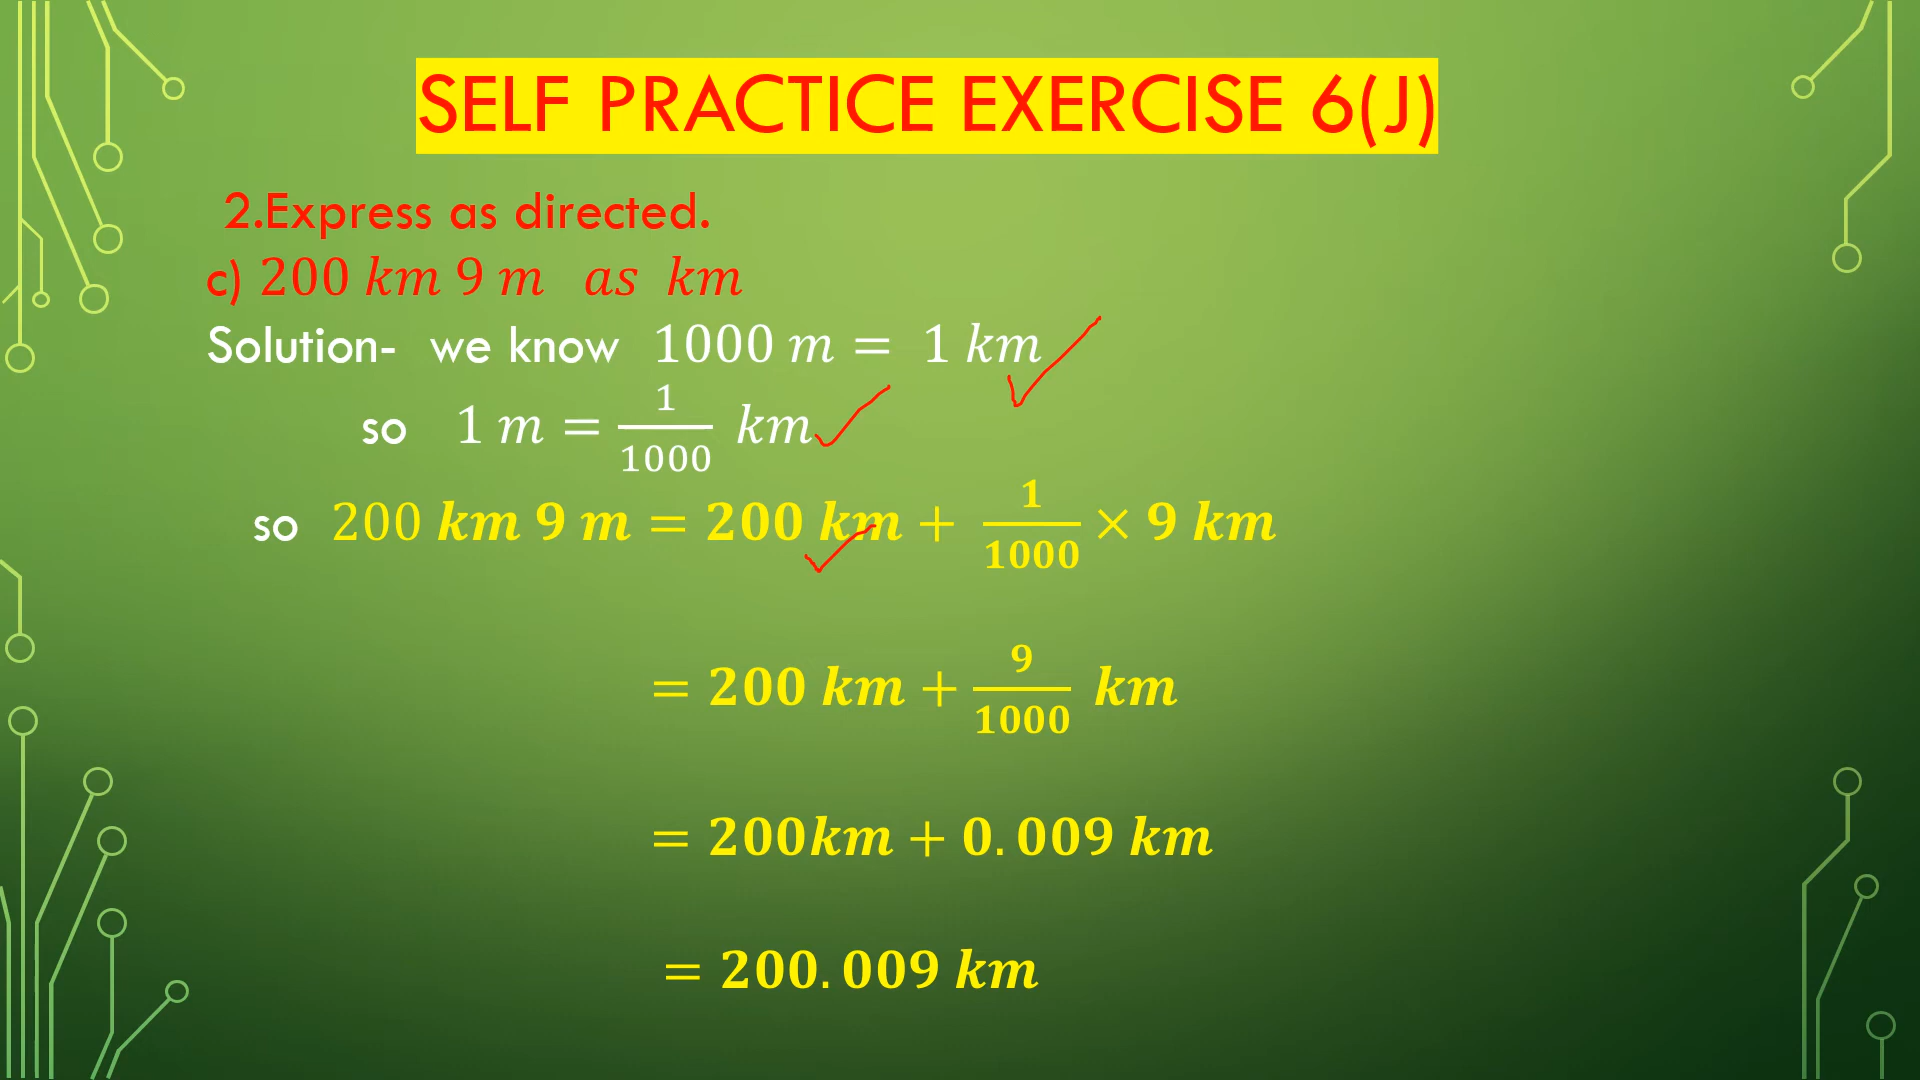 SELF PRACTICE EXERCISE 6(J)
2.Express as directed.
c) 200 km 9 m as km
Solution- we know 1000 m = 1 km
so 1 m = 1/1000 km
so 200 km 9 m = 200 km + 1/1000 × 9 km
= 200 km + 9/1000 km
= 200km + 0.009 km
= 200.009 km